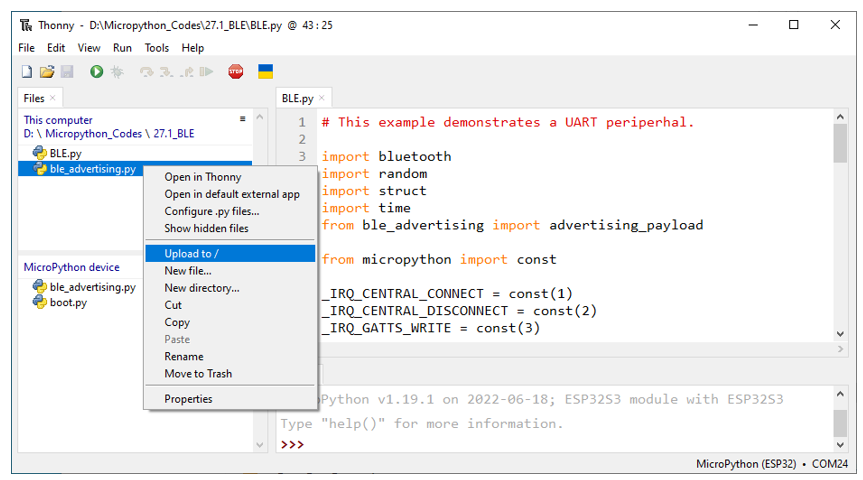 Thonny - D:\Micropython_Codes\27.1_BLE\BLE.py @ 43 : 25
File Edit View Run Tools Help
STOP
Files
This computer
D: \ Micropython_Codes \ 27.1_BLE
BLE.py
ble_advertising.py
MicroPython device
ble_advertising.py
boot.py
Open in Thonny
Open in default external app
Configure .py files...
Show hidden files
Upload to /
New file...
New directory...
Cut
Copy
Paste
Rename
Move to Trash
Properties
BLE.py
1 # This example demonstrates a UART periperhal.
2
3 import bluetooth
import random
import struct
import time
from ble_advertising import advertising_payload
from micropython import const
_IRQ_CENTRAL_CONNECT = const(1)
_IRQ_CENTRAL_DISCONNECT = const(2)
_IRQ_GATTS_WRITE = const(3)
Python v1.19.1 on 2022-06-18; ESP32S3 module with ESP32S3
Type "help()" for more information.
>>>
MicroPython (ESP32) • COM24